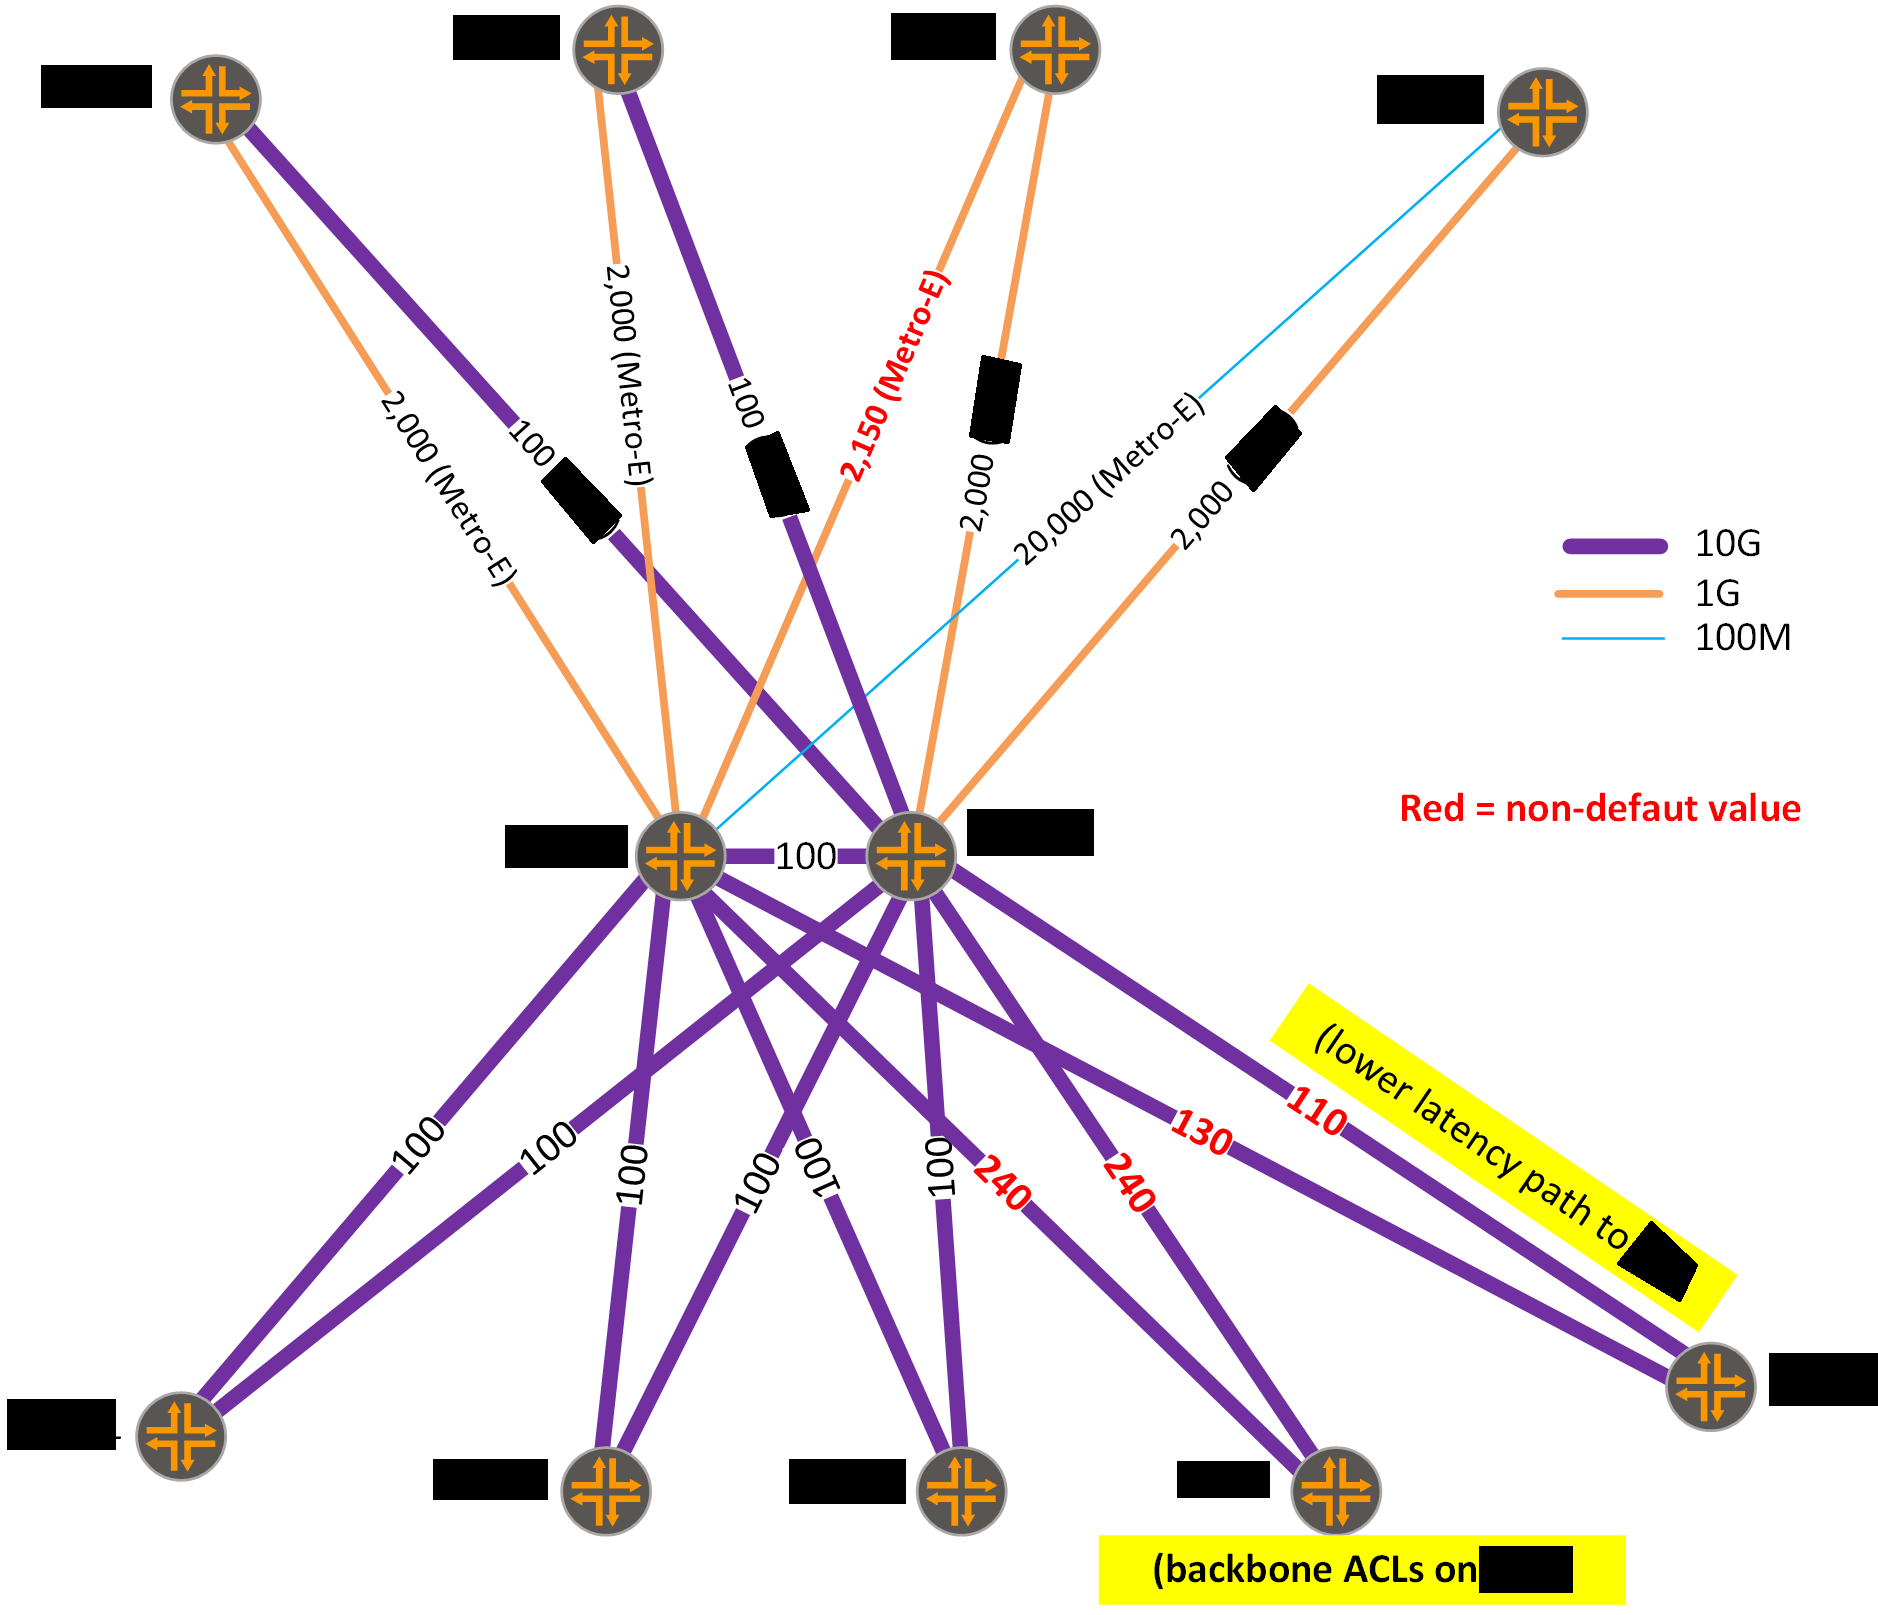 2,000 (Metro-E)
100
2,000 (Metro-E)
100
2,150 (Metro-E)
2,000
20,000 (Metro-E)
2,000
10G
1G
100M
Red = non-defaut value
100
100
100
100
100
100
100
240
240
130
110
(lower latency path to
(backbone ACLs on